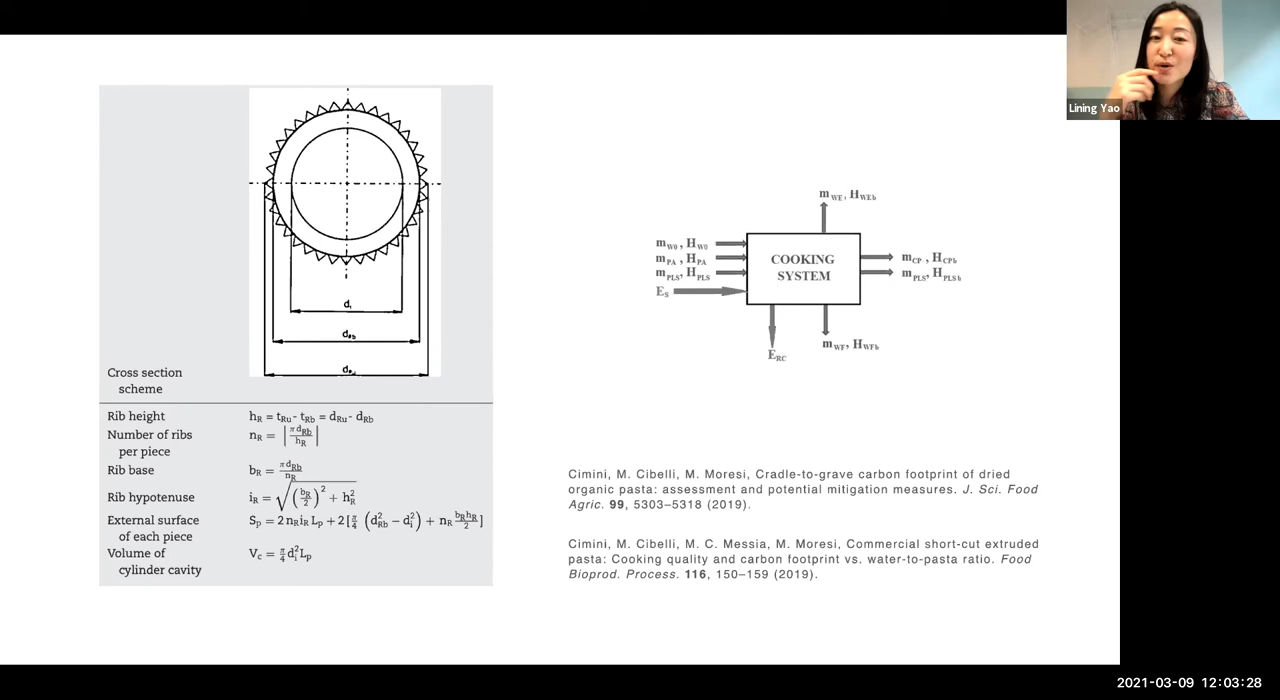 Lining Yao
d_i
Cross section
scheme
Rib height h_R = t_Ru - t_Rb = d_Ru - d_Rb
Number of ribs
per piece n_R = |πd_Rb/h_R|
Rib base b_R = πd_Rb/n_R
Rib hypotenuse i_R = √((b_R/2)² + h_R²)
External surface
of each piece S_p = 2 n_R i_R L_p + 2[π/4 (d²_Rb − d²_i) + n_R b_R h_R/2]
Volume of
cylinder cavity V_c = π/4 d²_i L_p
m_WE, H_WEb
m_W0, H_W0
m_PA, H_PA
m_PLS, H_PLS
E_S
COOKING
SYSTEM
m_CP, H_CPb
m_PLS, H_PLSb
E_RC
m_WF, H_WFb
Cimini, M. Cibelli, M. Moresi, Cradle-to-grave carbon footprint of dried
organic pasta: assessment and potential mitigation measures. J. Sci. Food
Agric. 99, 5303–5318 (2019).
Cimini, M. Cibelli, M. C. Messia, M. Moresi, Commercial short-cut extruded
pasta: Cooking quality and carbon footprint vs. water-to-pasta ratio. Food
Bioprod. Process. 116, 150–159 (2019).
2021-03-09 12:03:28